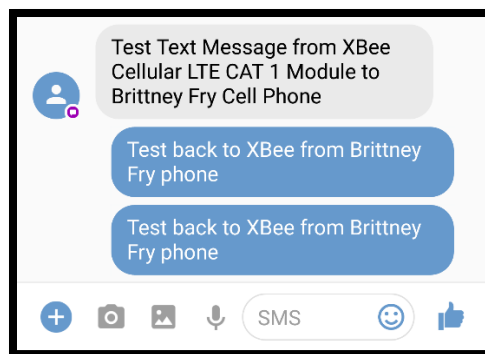 Test Text Message from XBee
Cellular LTE CAT 1 Module to
Brittney Fry Cell Phone
Test back to XBee from Brittney
Fry phone
Test back to XBee from Brittney
Fry phone
SMS